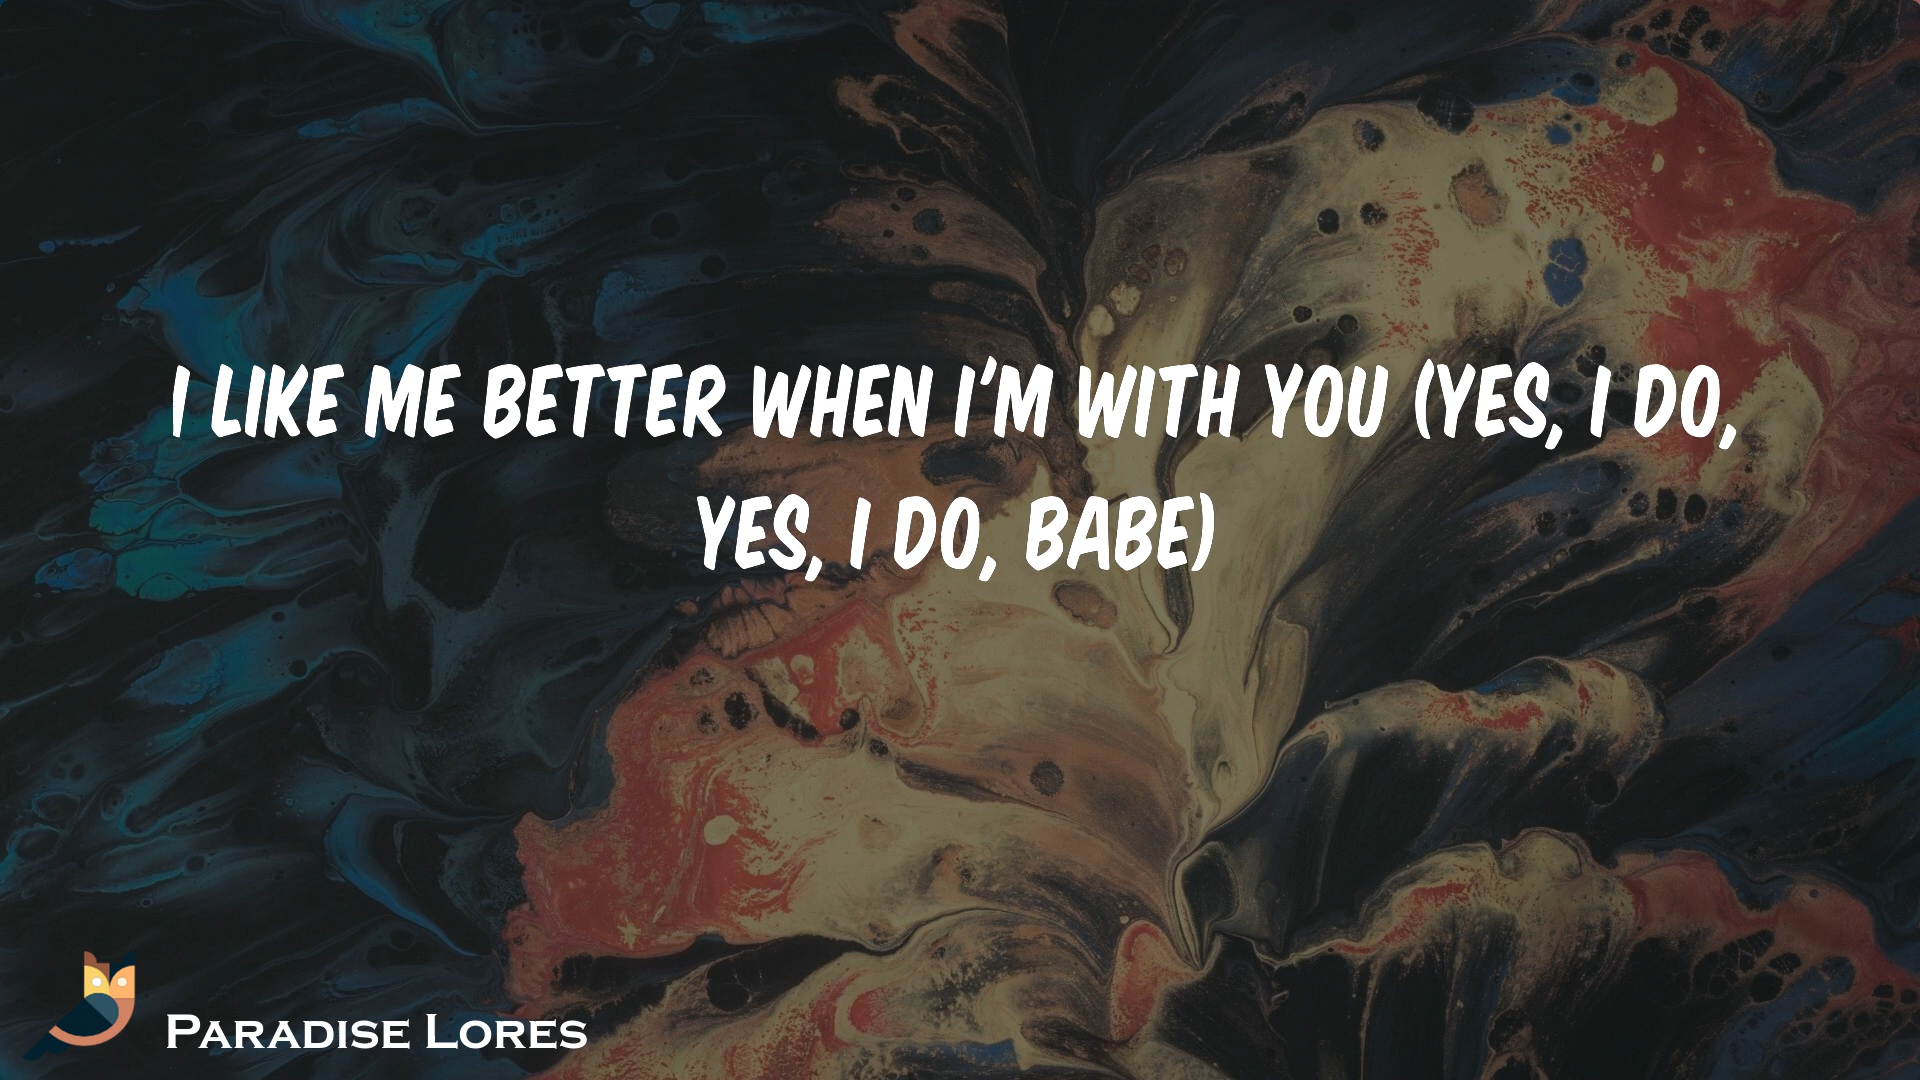 I LIKE ME BETTER WHEN I'M WITH YOU (YES, I DO,
YES, I DO, BABE)
PARADISE LORES